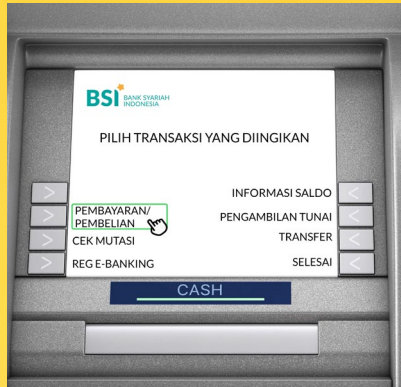 BSI BANK SYARIAH
INDONESIA
PILIH TRANSAKSI YANG DIINGIKAN
INFORMASI SALDO
PEMBAYARAN/
PEMBELIAN
PENGAMBILAN TUNAI
CEK MUTASI
TRANSFER
REG E-BANKING
SELESAI
CASH